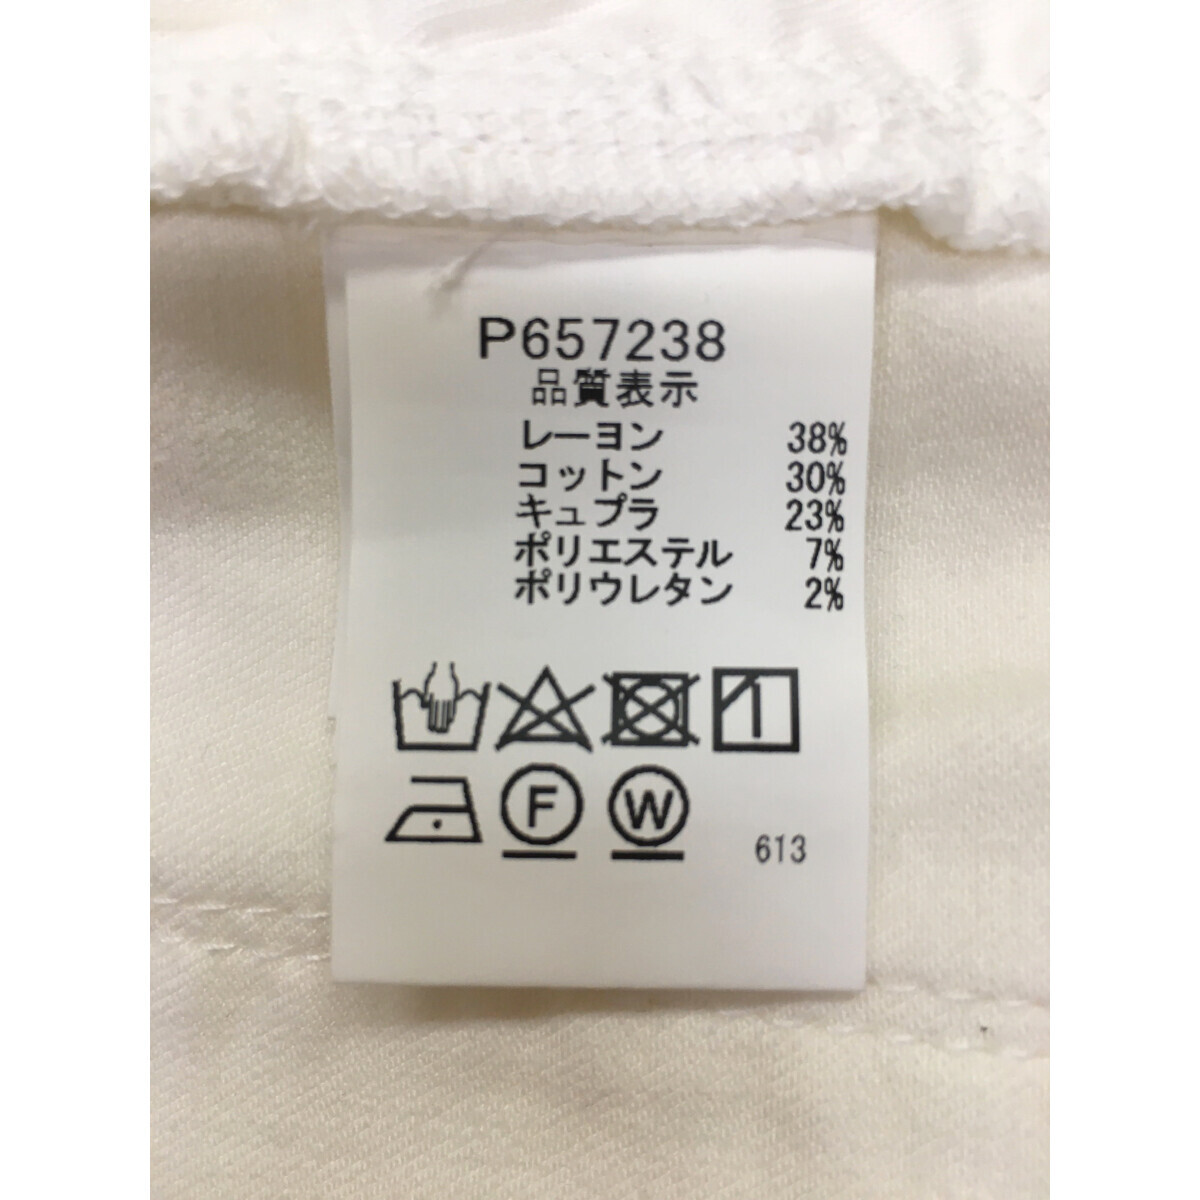 P657238
品質表示
レーヨン 38%
コットン 30%
キュプラ 23%
ポリエステル 7%
ポリウレタン 2%
F W 613